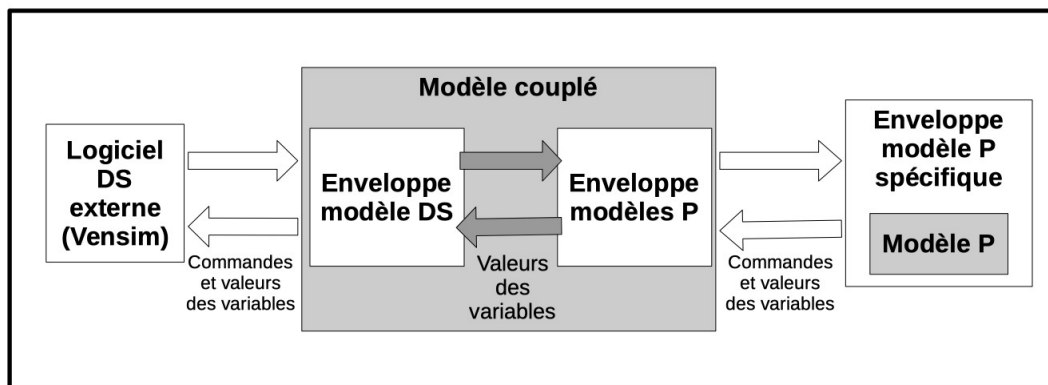 Modèle couplé
Logiciel
DS
externe
(Vensim)
Commandes
et valeurs
des variables
Enveloppe
modèle DS
Valeurs
des
variables
Enveloppe
modèles P
Commandes
et valeurs
des variables
Enveloppe
modèle P
spécifique
Modèle P